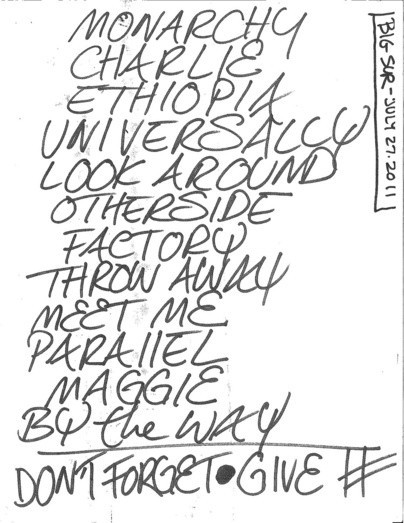 MONARCHY
CHARLIE
ETHIOPIA
UNIVERSALLY
LOOK AROUND
OTHERSIDE
FACTORY
THROW AWAY
MEET ME
PARAllEL
MAGGIE
BY the WAY
DON'T FORGET • GIVE #
BIG SUR - JULY 27. 2011